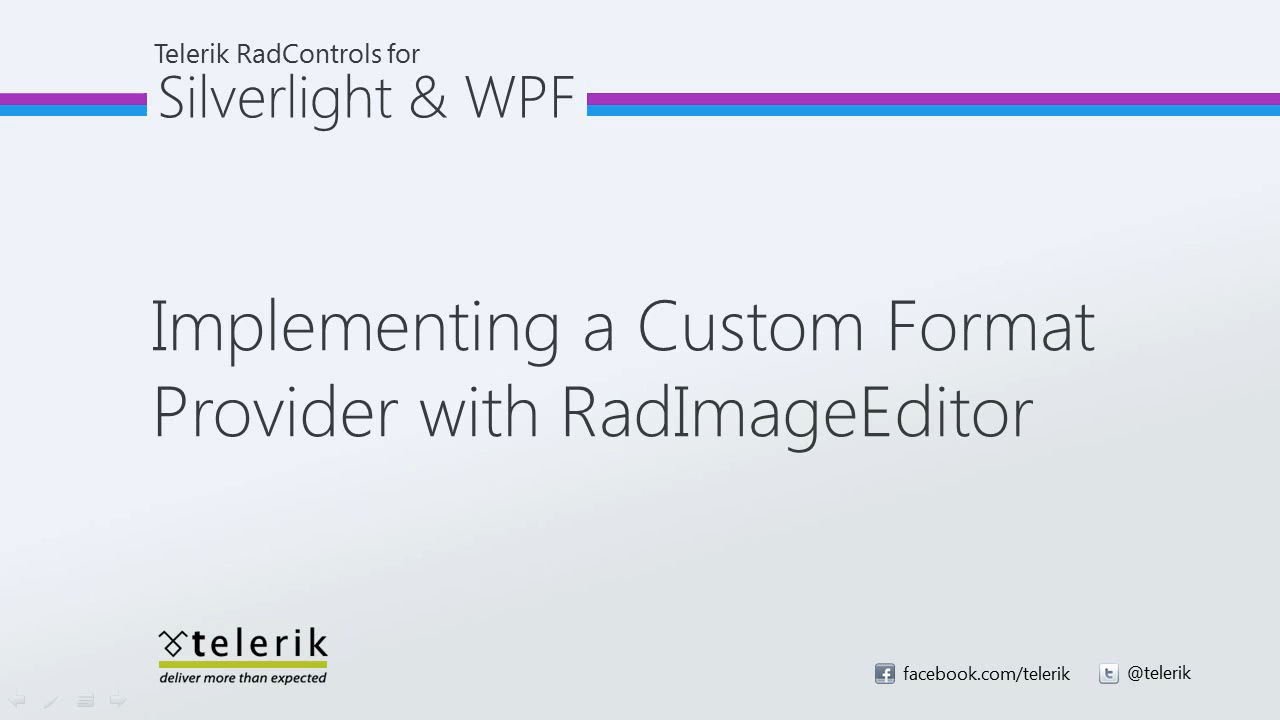 Telerik RadControls for
Silverlight & WPF
Implementing a Custom Format
Provider with RadImageEditor
telerik
deliver more than expected
facebook.com/telerik
@telerik